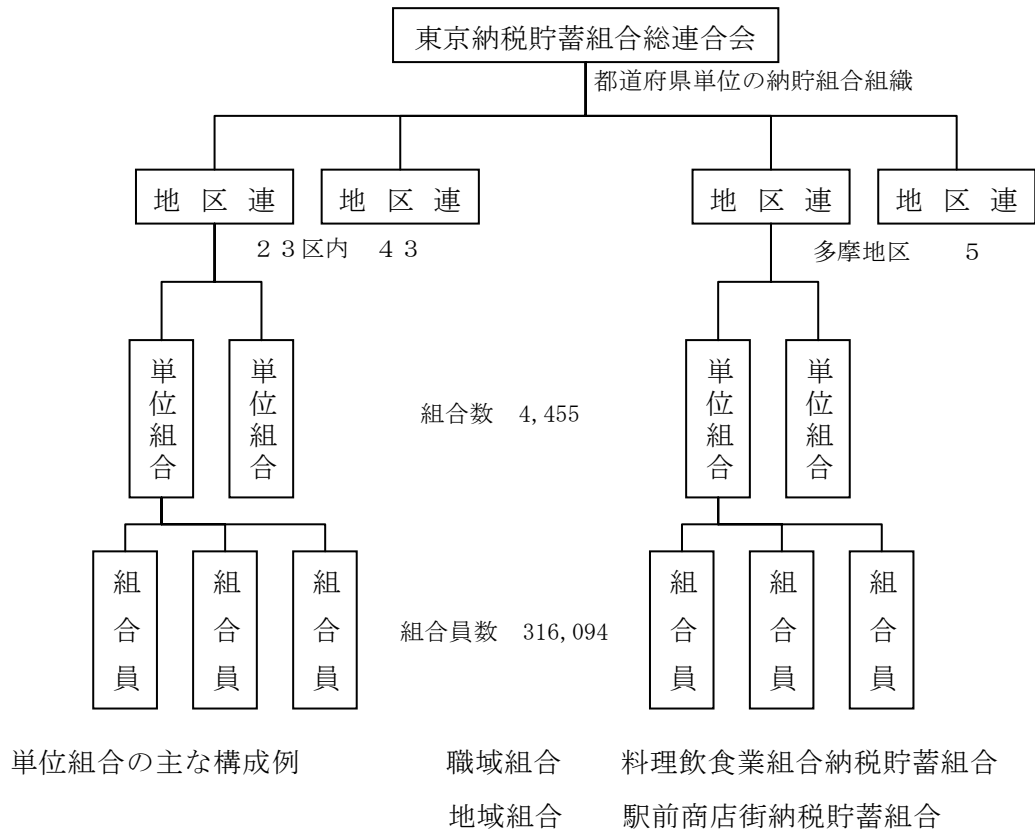 東京納税貯蓄組合総連合会
都道府県単位の納貯組合組織
地区連 地区連 地区連 地区連
23区内 43 多摩地区 5
単位組合 単位組合 単位組合 単位組合
組合数 4,455
組合員 組合員 組合員 組合員 組合員 組合員
組合員数 316,094
単位組合の主な構成例 職域組合 料理飲食業組合納税貯蓄組合
地域組合 駅前商店街納税貯蓄組合